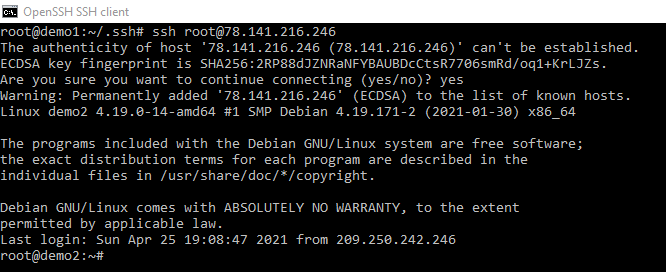 OpenSSH SSH client
root@demo1:~/.ssh# ssh root@78.141.216.246
The authenticity of host '78.141.216.246 (78.141.216.246)' can't be established.
ECDSA key fingerprint is SHA256:2RP88dJZNRaNFYBAUBDcCtsR7706smRd/oq1+KrLJZs.
Are you sure you want to continue connecting (yes/no)? yes
Warning: Permanently added '78.141.216.246' (ECDSA) to the list of known hosts.
Linux demo2 4.19.0-14-amd64 #1 SMP Debian 4.19.171-2 (2021-01-30) x86_64
The programs included with the Debian GNU/Linux system are free software;
the exact distribution terms for each program are described in the
individual files in /usr/share/doc/*/copyright.
Debian GNU/Linux comes with ABSOLUTELY NO WARRANTY, to the extent
permitted by applicable law.
Last login: Sun Apr 25 19:08:47 2021 from 209.250.242.246
root@demo2:~#